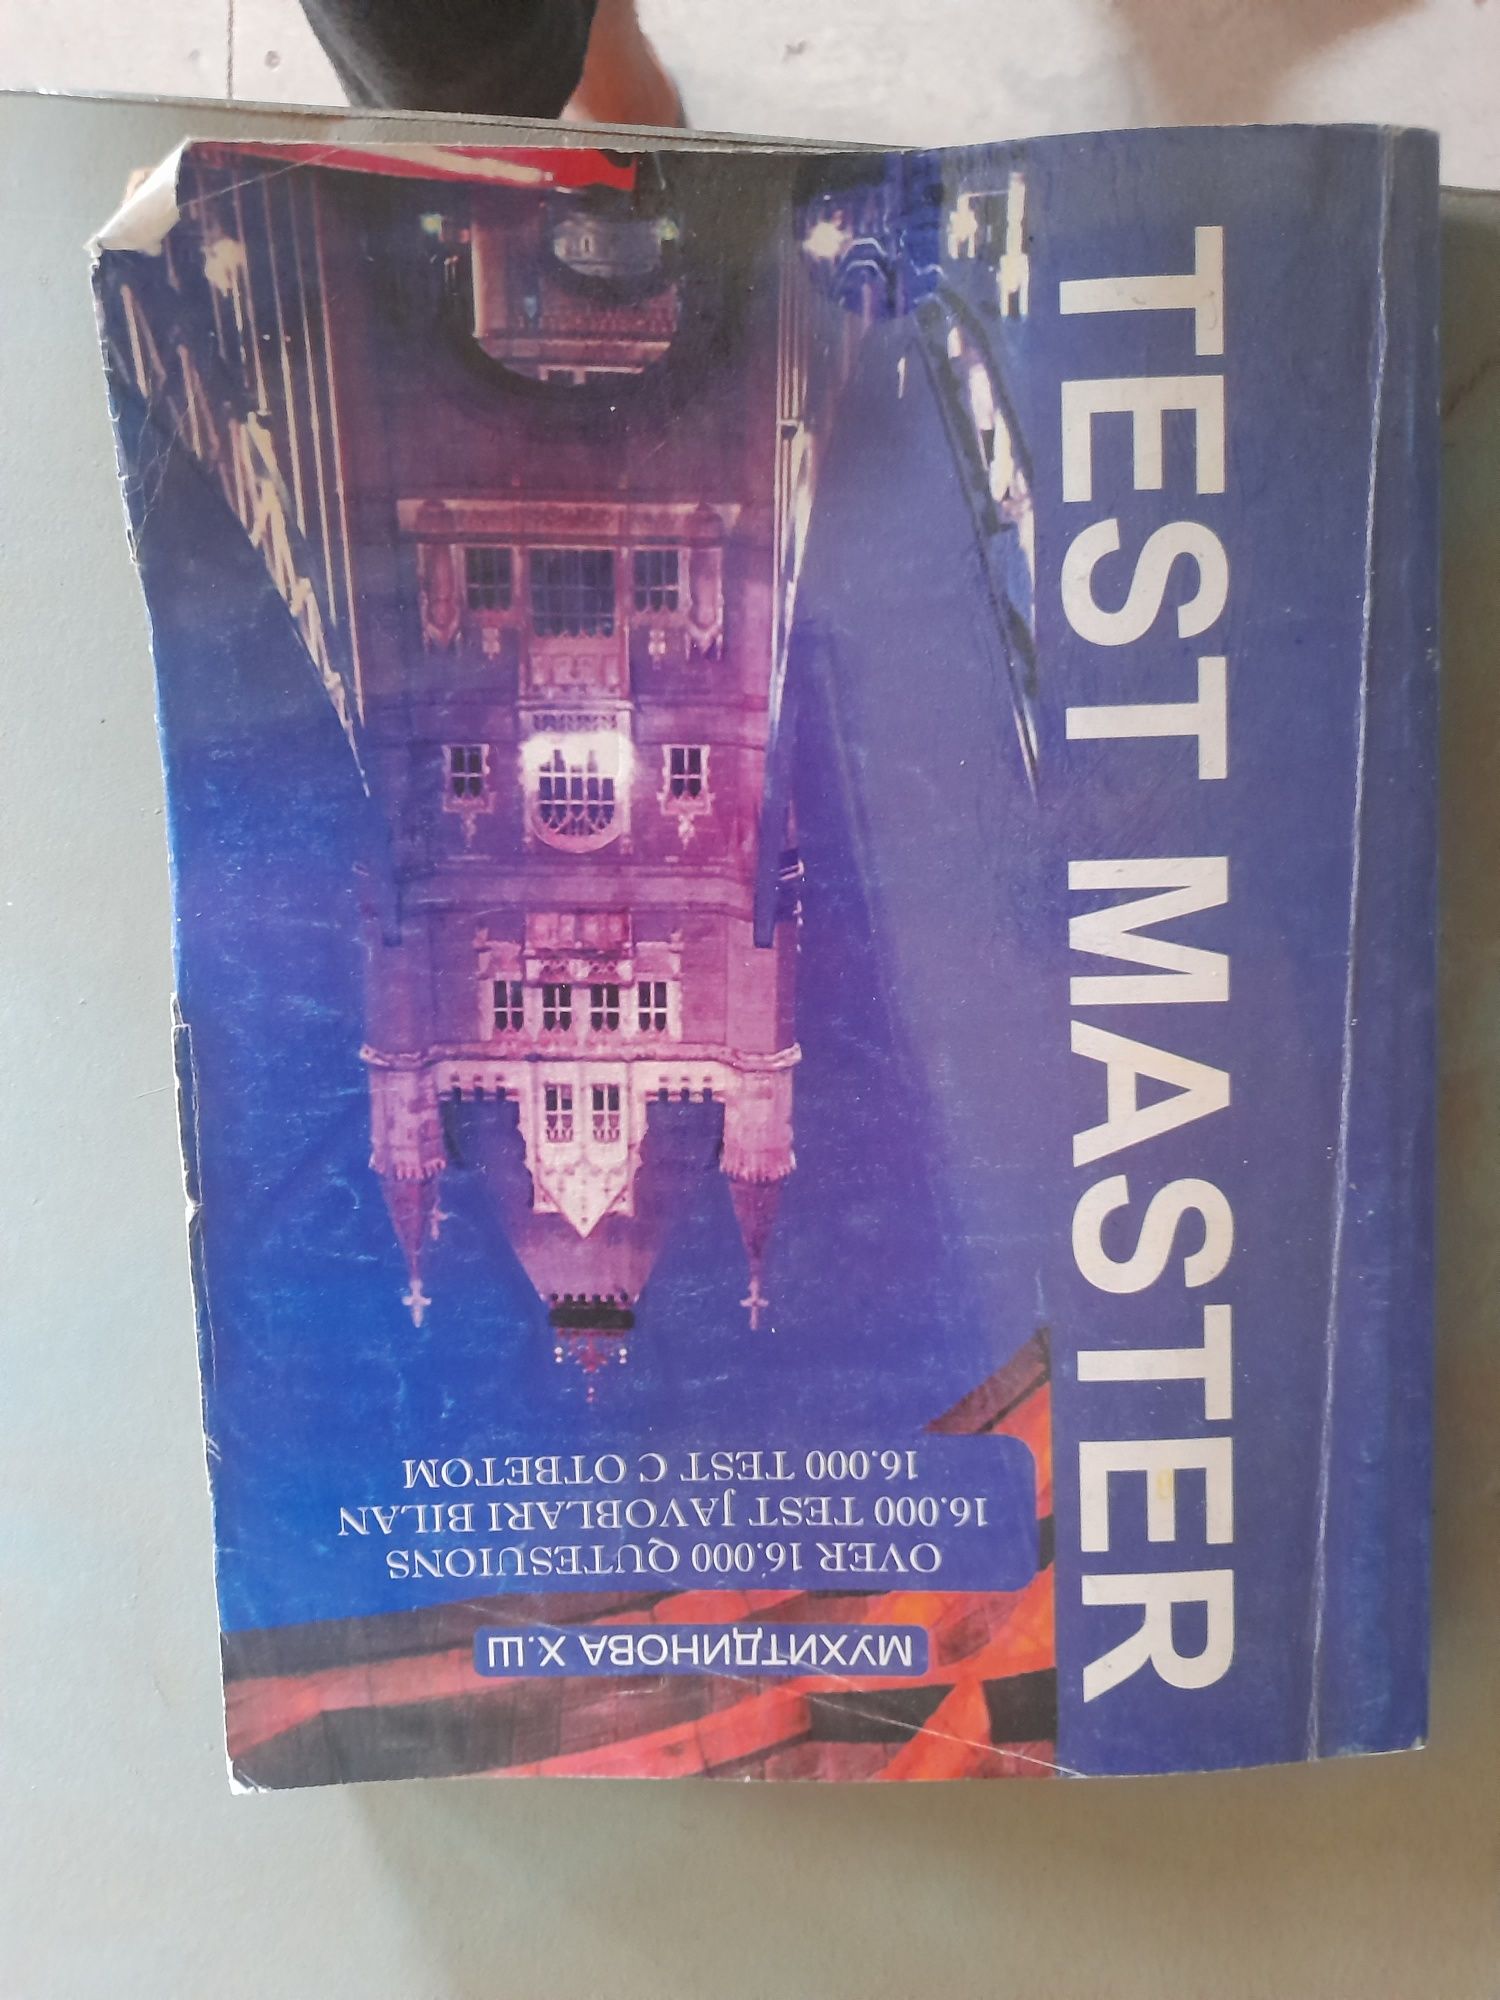 МУХИТДИНОВА Х.Ш
OVER 16.000 QUTESUIONS
16.000 TEST JAVOBLARI BILAN
16.000 TEST С ОТВЕТОМ
TEST MASTER